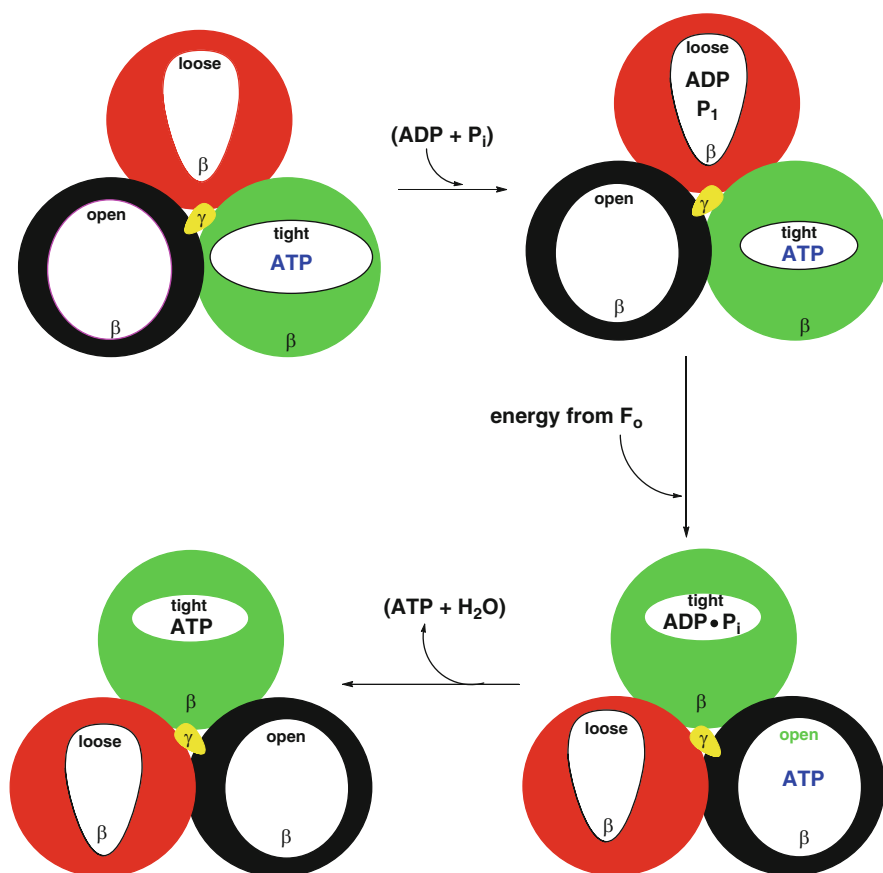 loose
β
open
β
γ
tight
ATP
β
(ADP + Pi)
loose
ADP
P1
β
open
β
γ
tight
ATP
β
energy from Fo
tight
ADP•Pi
β
loose
β
γ
open
ATP
β
(ATP + H2O)
tight
ATP
β
loose
β
γ
open
β